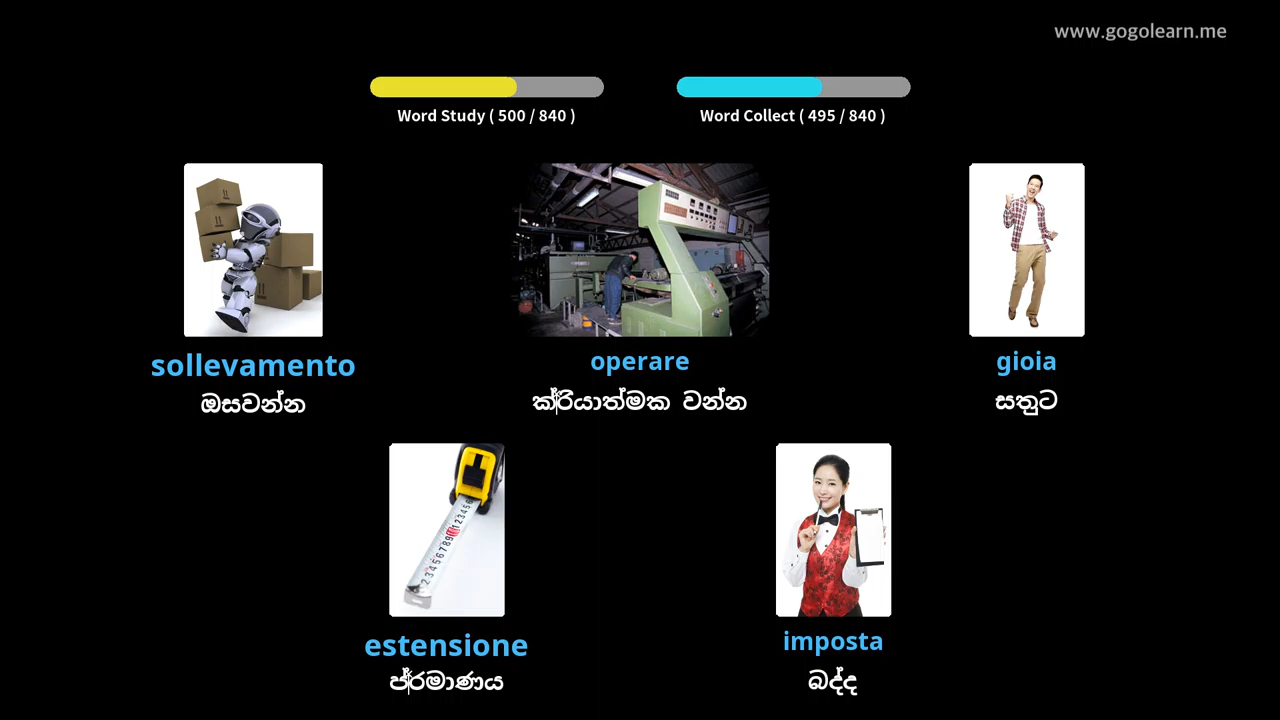 www.gogolearn.me
Word Study ( 500 / 840 )
Word Collect ( 495 / 840 )
sollevamento
ඔසවන්න
operare
ක්‍රියාත්මක වන්න
gioia
සතුට
estensione
ප්‍රමාණය
imposta
බද්ද